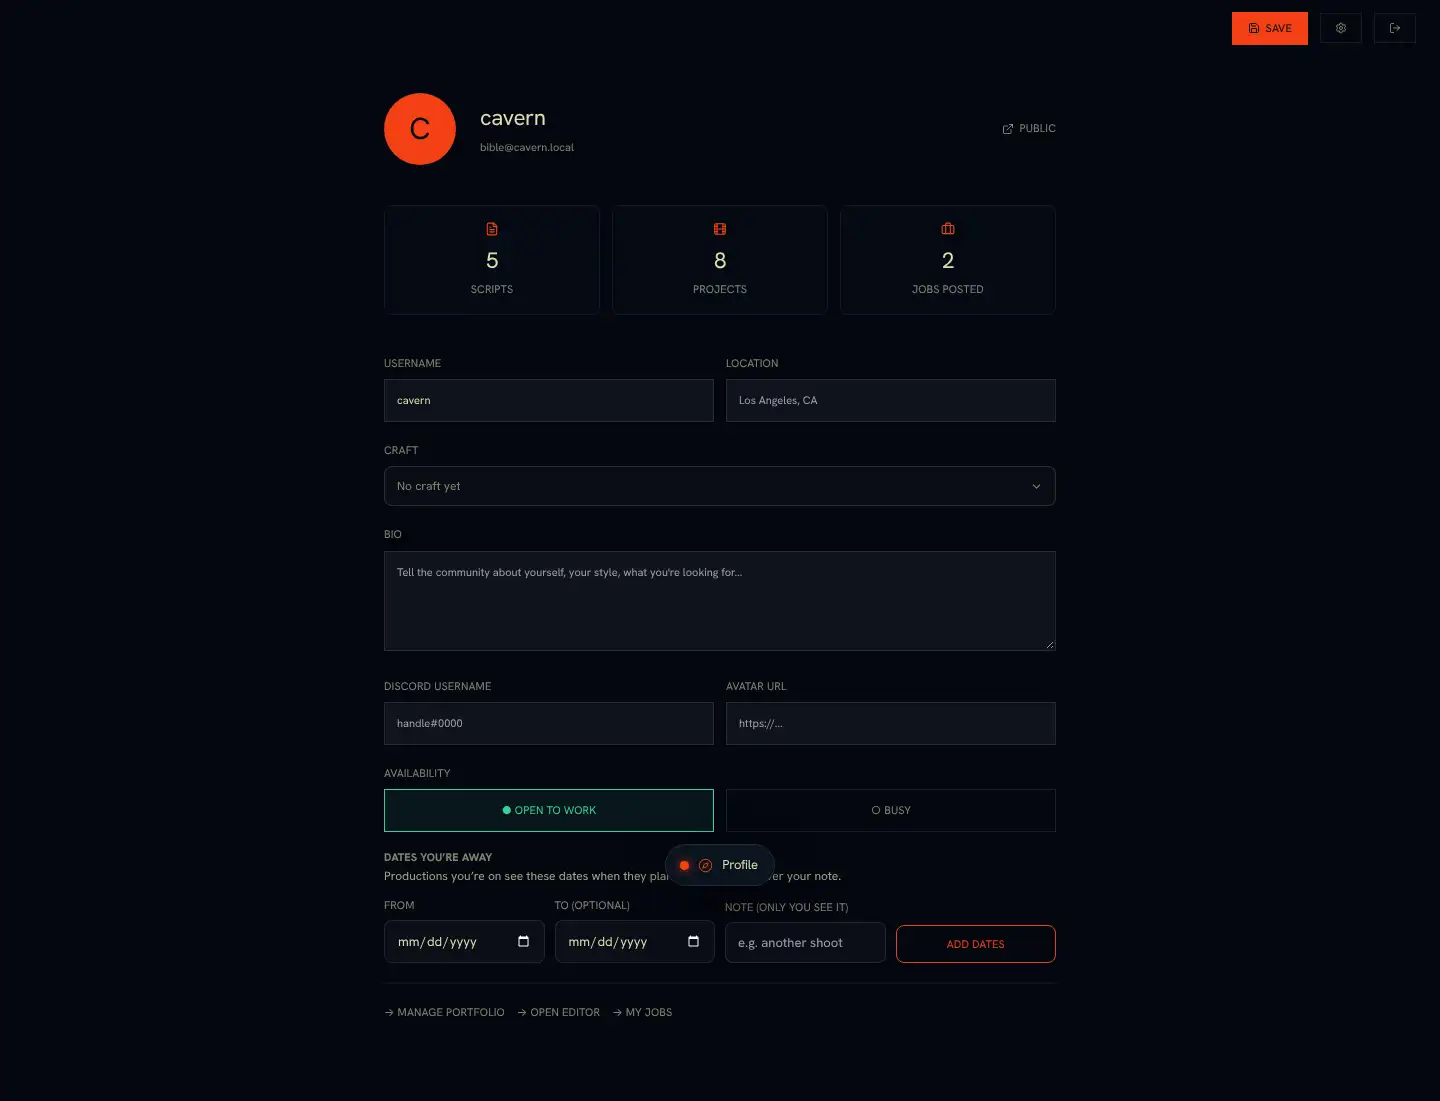 SAVE
C
cavern
bible@cavern.local
PUBLIC
5
8
2
SCRIPTS
PROJECTS
JOBS POSTED
USERNAME
LOCATION
cavern
Los Angeles, CA
CRAFT
No craft yet
BIO
Tell the community about yourself, your style, what you're looking for...
DISCORD USERNAME
AVATAR URL
handle#0000
https://...
AVAILABILITY
OPEN TO WORK
BUSY
DATES YOU’RE AWAY
Profile
Productions you’re on see these dates when they your note.
FROM
TO (OPTIONAL)
NOTE (ONLY YOU SEE IT)
mm/dd/yyyy
mm/dd/yyyy
e.g. another shoot
ADD DATES
→ MANAGE PORTFOLIO → OPEN EDITOR → MY JOBS